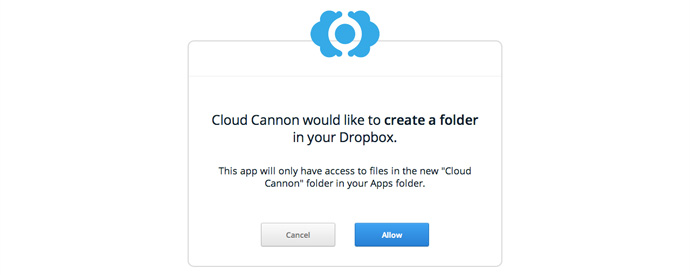 Cloud Cannon would like to create a folder
in your Dropbox.
This app will only have access to files in the new "Cloud
Cannon" folder in your Apps folder.
Cancel
Allow